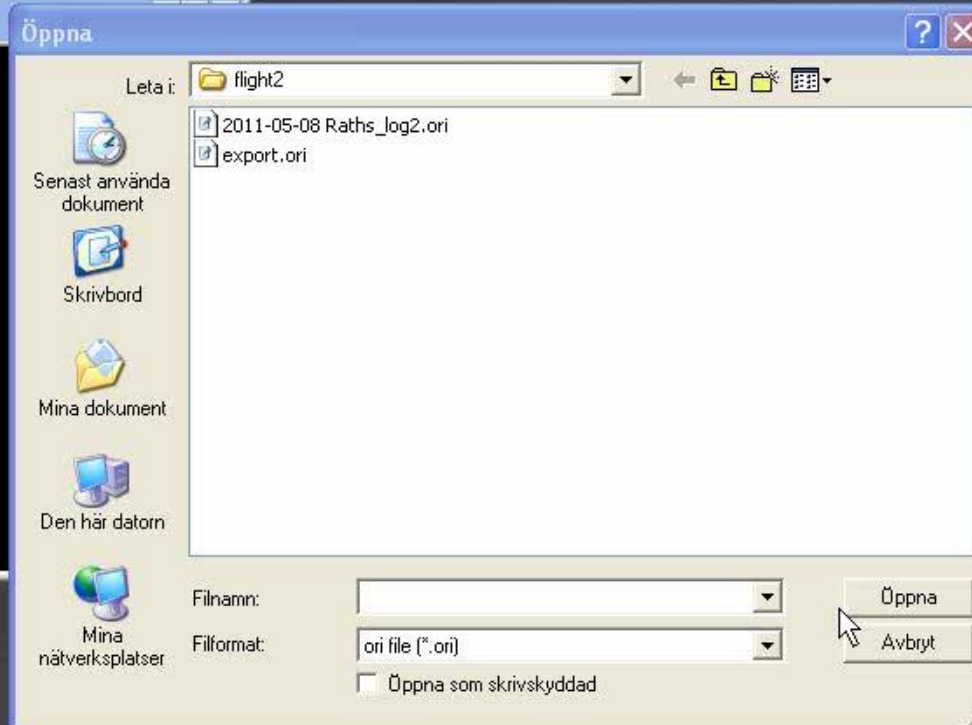 Öppna
Leta i:
flight2
2011-05-08 Raths_log2.ori
export.ori
Senast använda
dokument
Skrivbord
Mina dokument
Den här datorn
Mina
nätverksplatser
Filnamn:
Öppna
Filformat:
ori file (*.ori)
Avbryt
Öppna som skrivskyddad